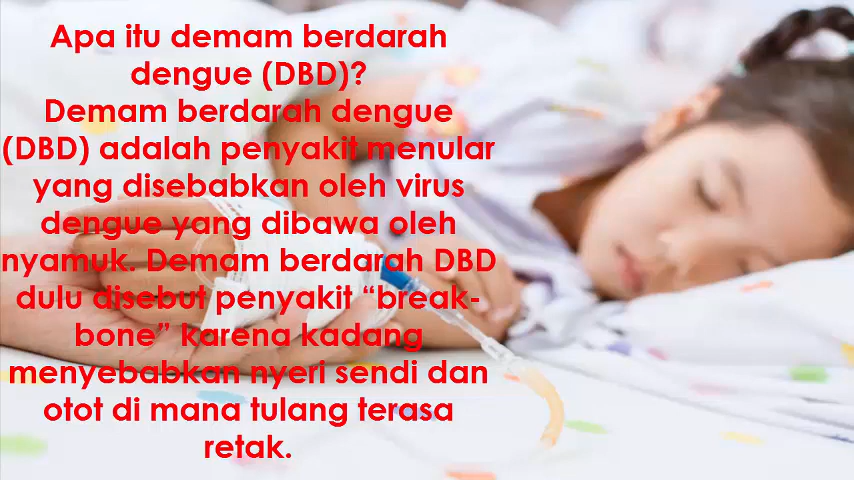 Apa itu demam berdarah
dengue (DBD)?
Demam berdarah dengue
(DBD) adalah penyakit menular
yang disebabkan oleh virus
dengue yang dibawa oleh
nyamuk. Demam berdarah DBD
dulu disebut penyakit “break-
bone” karena kadang
menyebabkan nyeri sendi dan
otot di mana tulang terasa
retak.